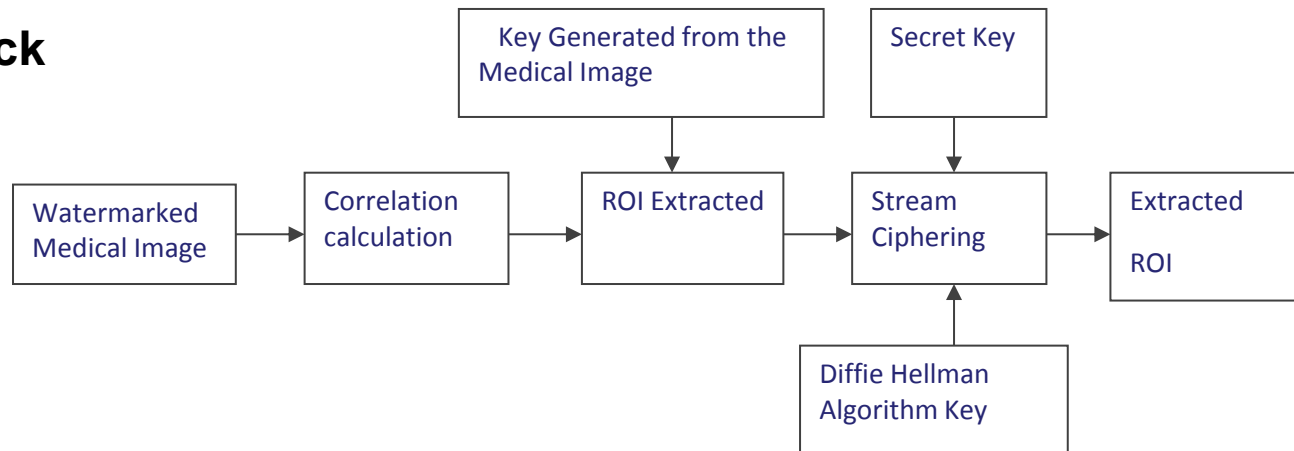 ck
Key Generated from the
Medical Image
Secret Key
Watermarked
Medical Image
Correlation
calculation
ROI Extracted
Stream
Ciphering
Extracted
ROI
Diffie Hellman
Algorithm Key